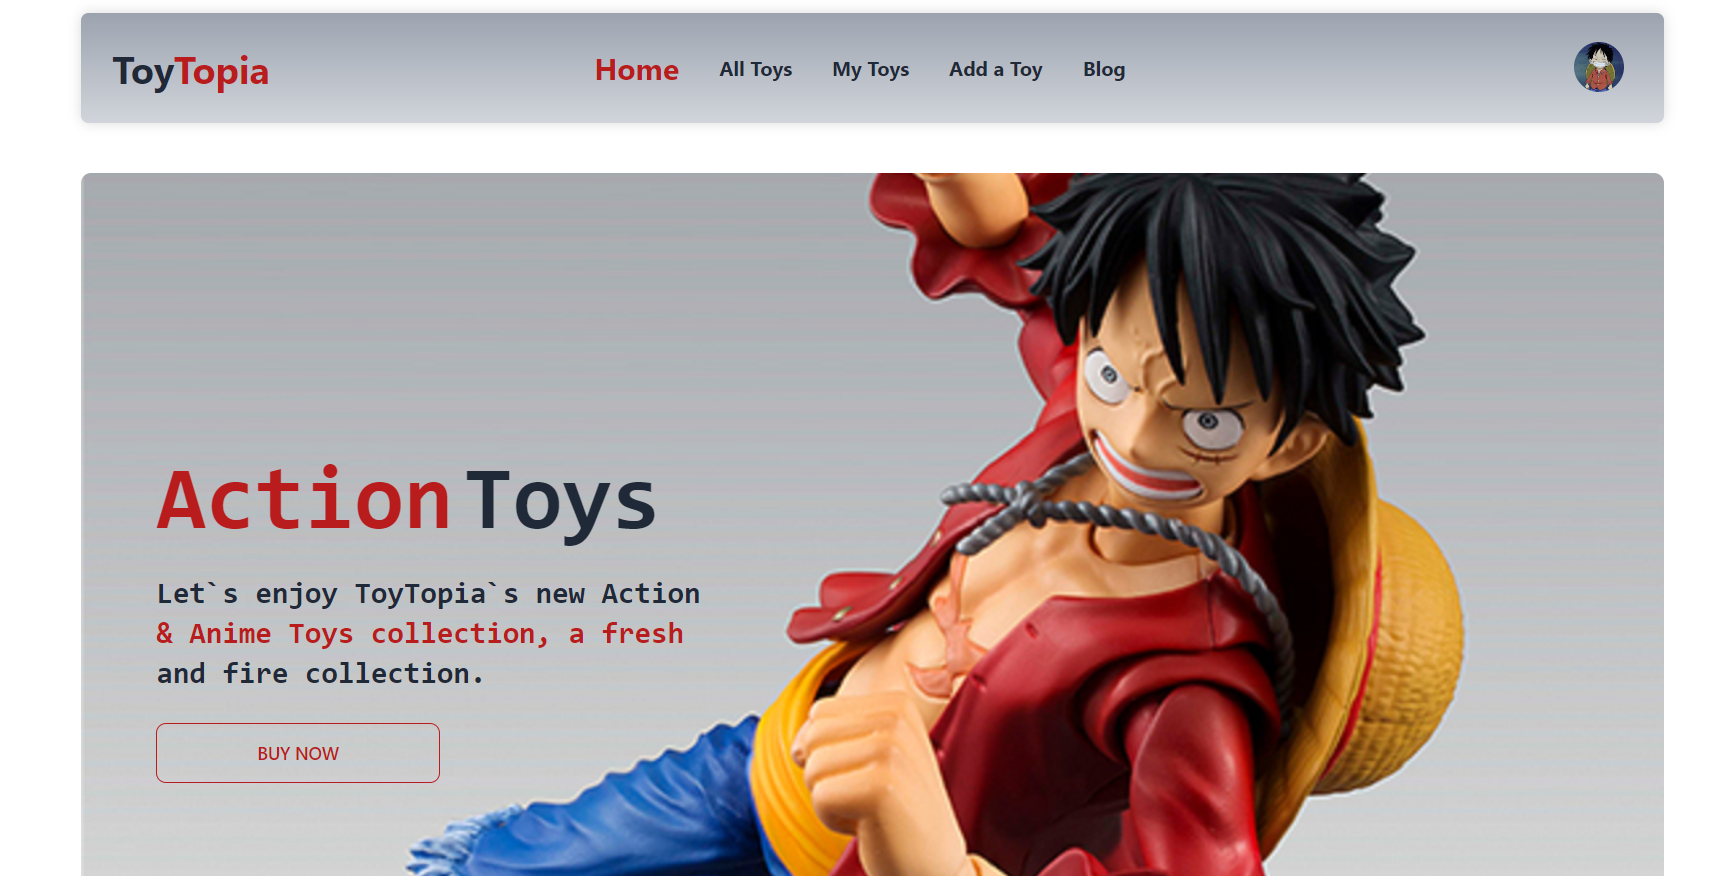 ToyTopia
Home All Toys My Toys Add a Toy Blog
Action Toys
Let`s enjoy ToyTopia`s new Action
& Anime Toys collection, a fresh
and fire collection.
BUY NOW